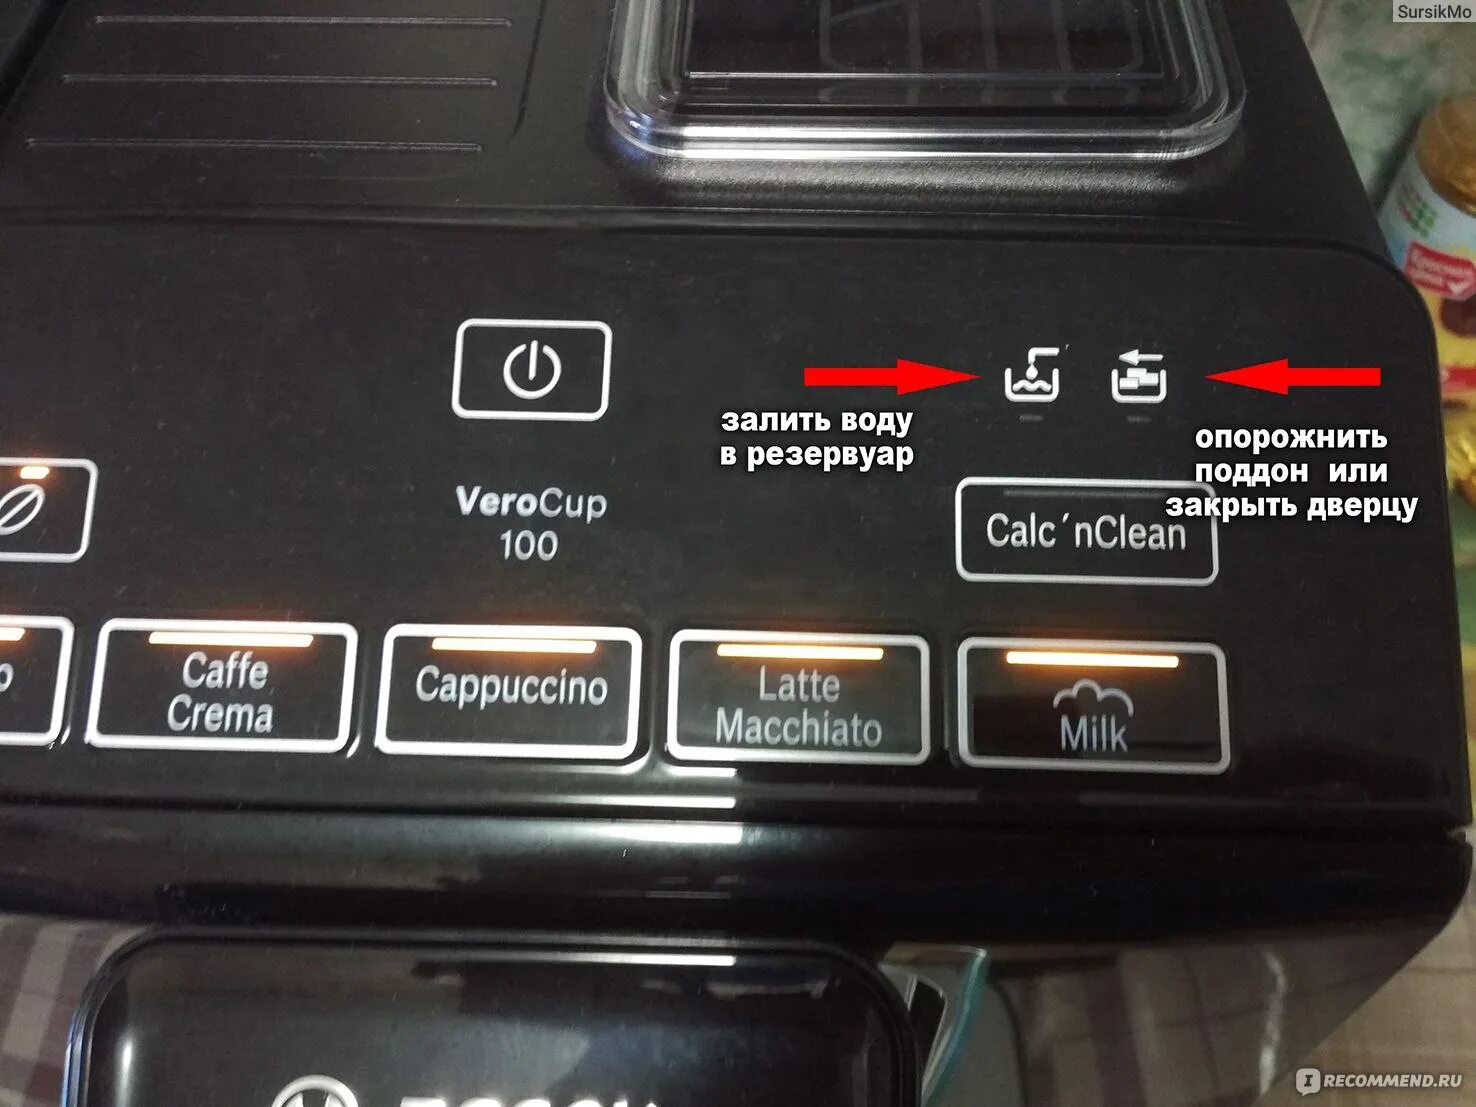 SursikMo
залить воду
в резервуар
опорожнить
поддон или
закрыть дверцу
VeroCup
100
Calc´nClean
Caffe
Crema
Cappuccino
Latte
Macchiato
Milk
I RECOMMEND.RU